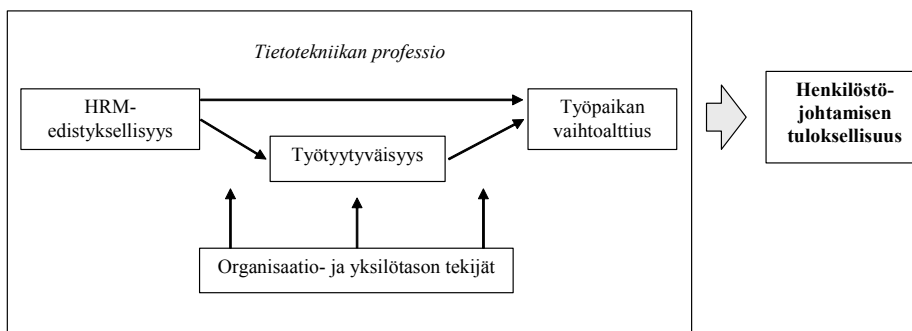 Tietotekniikan professio
HRM-
edistyksellisyys
Työpaikan
vaihtoalttius
Henkilöstö-
johtamisen
tuloksellisuus
Työtyytyväisyys
Organisaatio- ja yksilötason tekijät